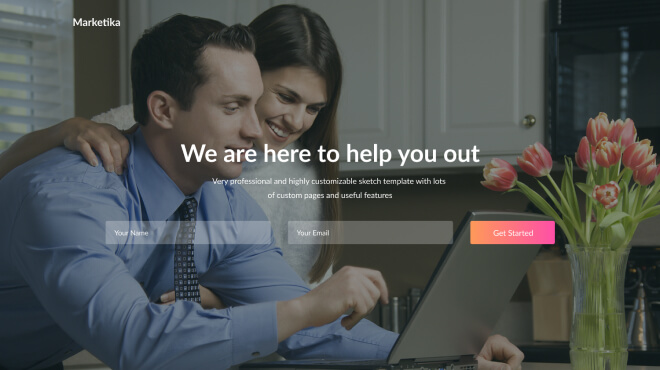 Marketika
We are here to help you out
Very professional and highly customizable sketch template with lots
of custom pages and useful features
Your Name
Your Email
Get Started